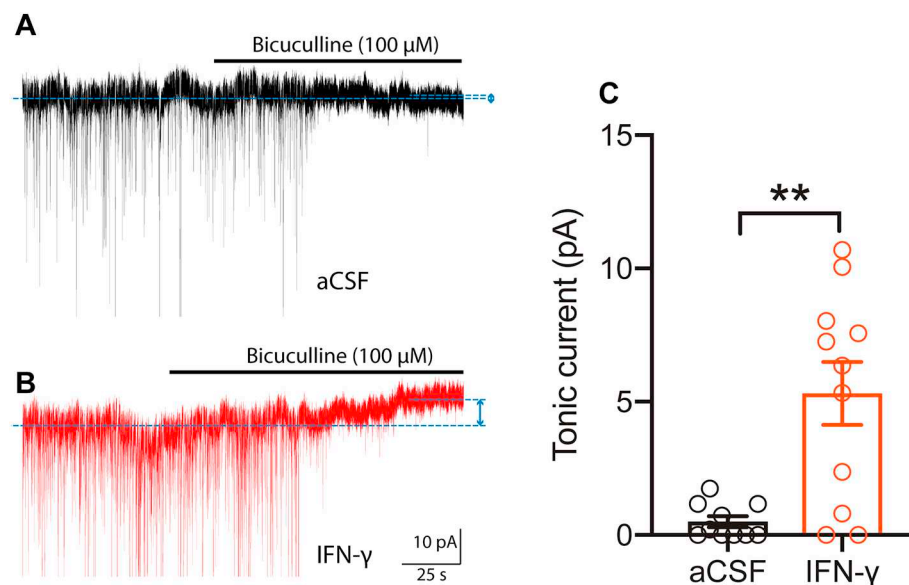 A
Bicuculline (100 µM)
aCSF
B
Bicuculline (100 µM)
IFN-γ
10 pA
25 s
C
15
10
5
0
Tonic current (pA)
**
aCSF
IFN-γ